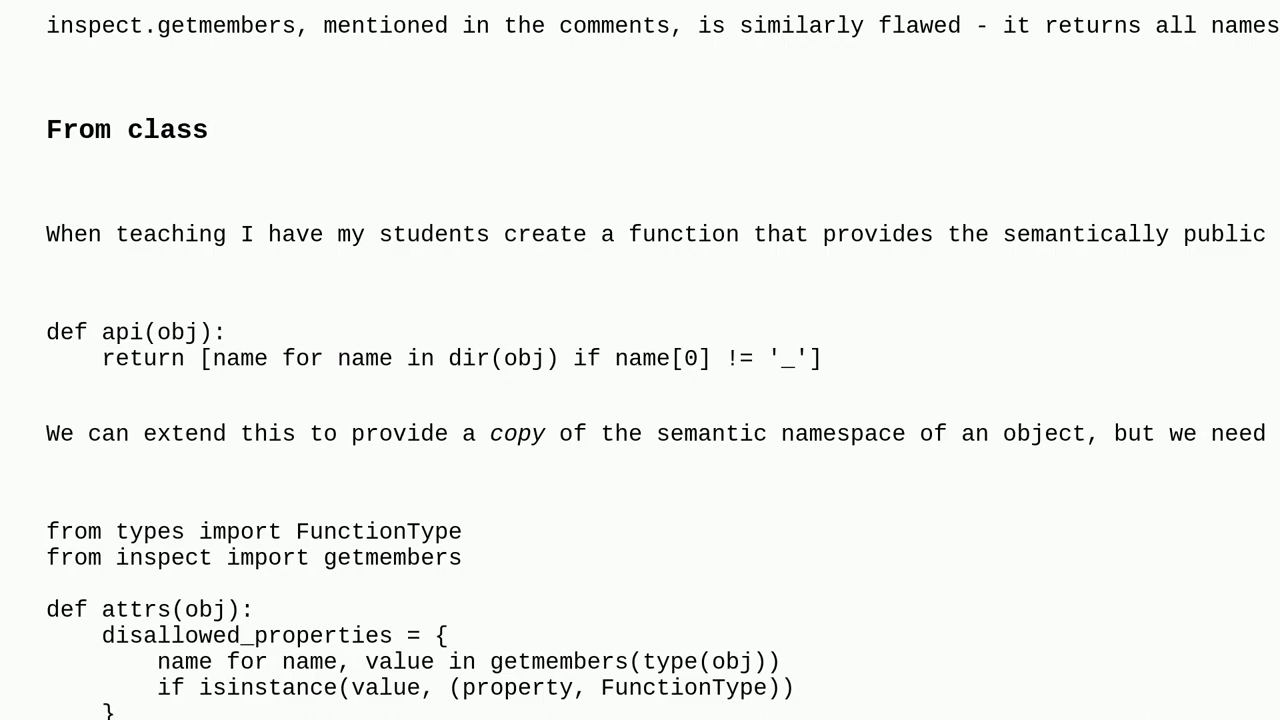 inspect.getmembers, mentioned in the comments, is similarly flawed - it returns all names
From class
When teaching I have my students create a function that provides the semantically public
def api(obj):
    return [name for name in dir(obj) if name[0] != '_']
We can extend this to provide a copy of the semantic namespace of an object, but we need
from types import FunctionType
from inspect import getmembers
def attrs(obj):
    disallowed_properties = {
        name for name, value in getmembers(type(obj))
        if isinstance(value, (property, FunctionType))
    }